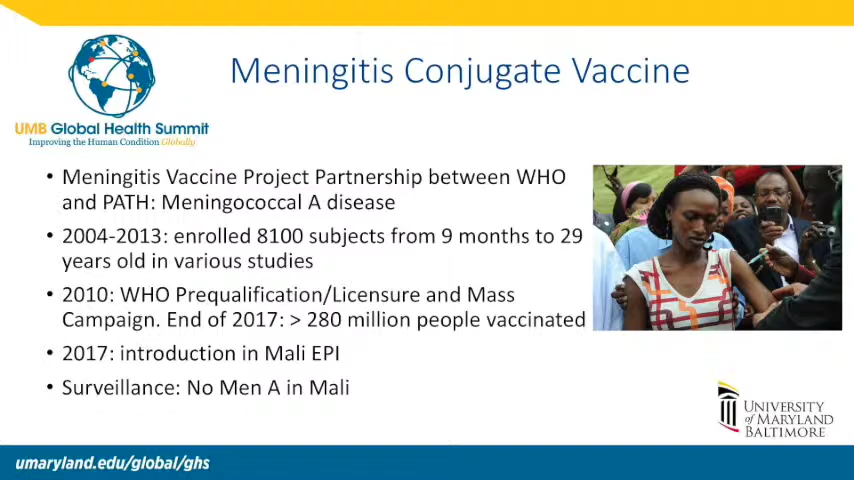 Meningitis Conjugate Vaccine
UMB Global Health Summit
Improving the Human Condition Globally
• Meningitis Vaccine Project Partnership between WHO
and PATH: Meningococcal A disease
• 2004-2013: enrolled 8100 subjects from 9 months to 29
years old in various studies
• 2010: WHO Prequalification/Licensure and Mass
Campaign. End of 2017: > 280 million people vaccinated
• 2017: introduction in Mali EPI
• Surveillance: No Men A in Mali
UNIVERSITY
of MARYLAND
BALTIMORE
umaryland.edu/global/ghs